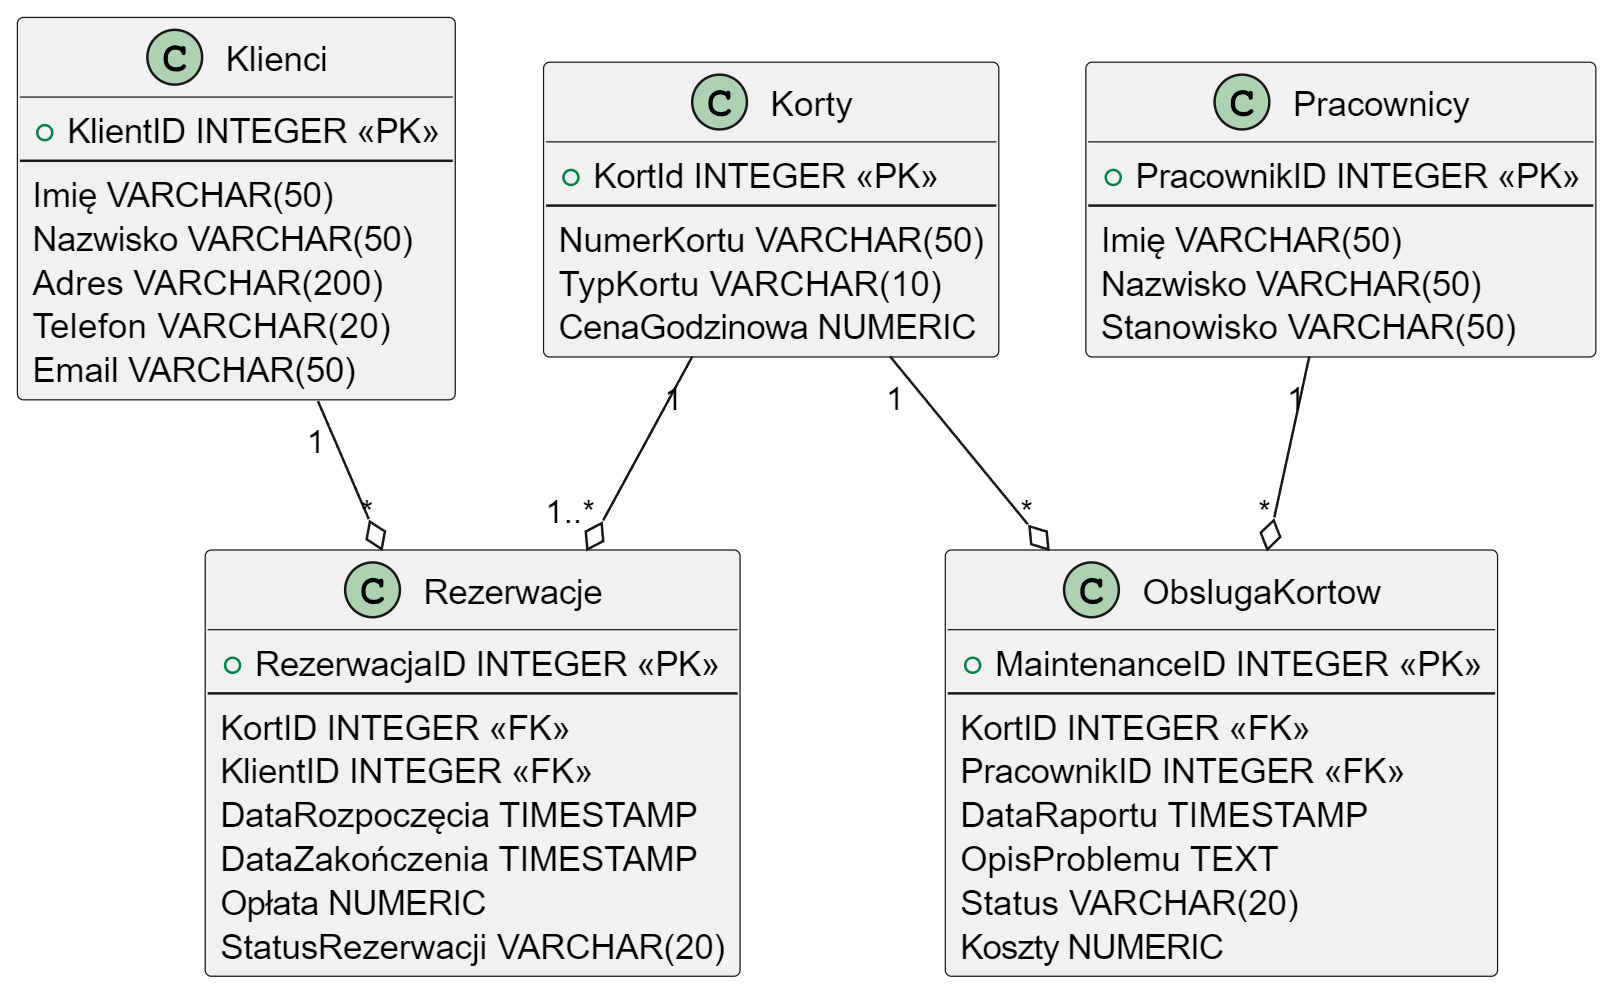 C Klienci
KlientID INTEGER «PK»
Imię VARCHAR(50)
Nazwisko VARCHAR(50)
Adres VARCHAR(200)
Telefon VARCHAR(20)
Email VARCHAR(50)
C Korty
KortId INTEGER «PK»
NumerKortu VARCHAR(50)
TypKortu VARCHAR(10)
CenaGodzinowa NUMERIC
C Pracownicy
PracownikID INTEGER «PK»
Imię VARCHAR(50)
Nazwisko VARCHAR(50)
Stanowisko VARCHAR(50)
1
*
1
1..*
1
*
1
*
C Rezerwacje
RezerwacjaID INTEGER «PK»
KortID INTEGER «FK»
KlientID INTEGER «FK»
DataRozpoczęcia TIMESTAMP
DataZakończenia TIMESTAMP
Opłata NUMERIC
StatusRezerwacji VARCHAR(20)
C ObslugaKortow
MaintenanceID INTEGER «PK»
KortID INTEGER «FK»
PracownikID INTEGER «FK»
DataRaportu TIMESTAMP
OpisProblemu TEXT
Status VARCHAR(20)
Koszty NUMERIC